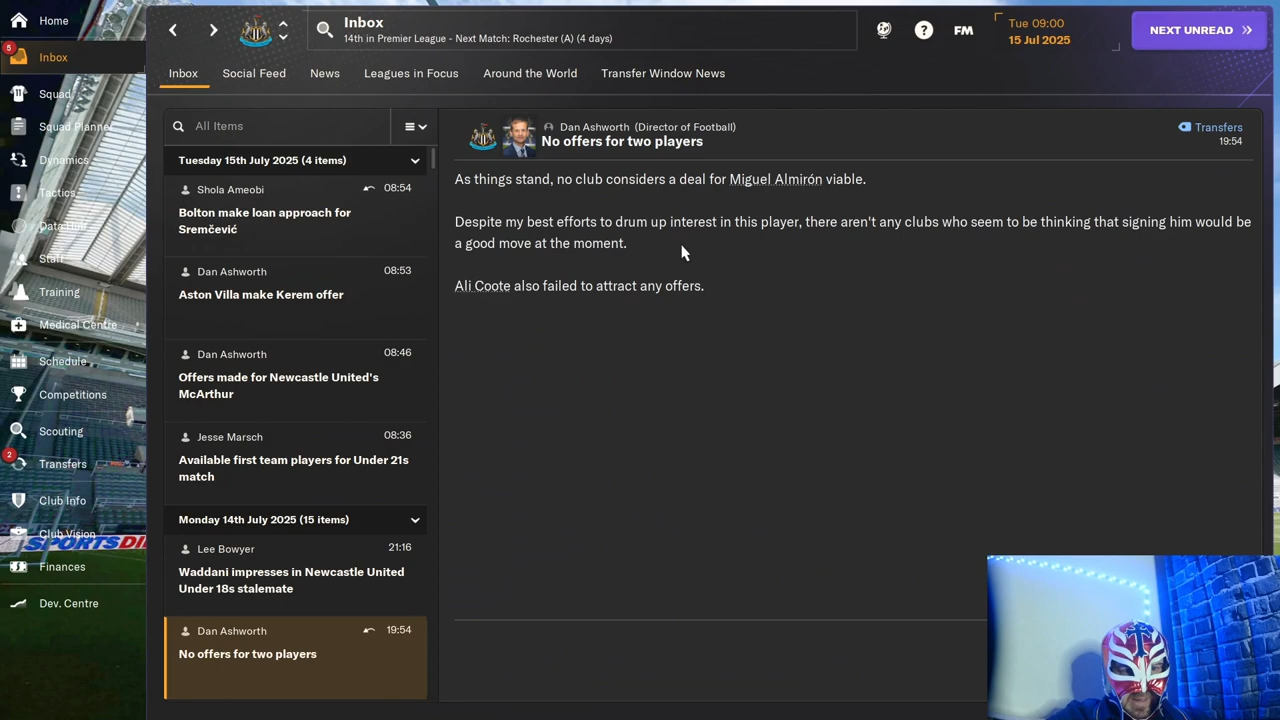 Home
5
Inbox
Squad
Squad Planner
Dynamics
Tactics
Data Hub
Staff
Training
Medical Centre
Schedule
Competitions
Scouting
2
Transfers
Club Info
Club Vision
SPORTSDI
Finances
Dev. Centre
Inbox
14th in Premier League - Next Match: Rochester (A) (4 days)
?
FM
Tue 09:00
15 Jul 2025
NEXT UNREAD
Inbox
Social Feed
News
Leagues in Focus
Around the World
Transfer Window News
All Items
Tuesday 15th July 2025 (4 items)
Shola Ameobi
08:54
Bolton make loan approach for
Sremčević
Dan Ashworth
08:53
Aston Villa make Kerem offer
Dan Ashworth
08:46
Offers made for Newcastle United's
McArthur
Jesse Marsch
08:36
Available first team players for Under 21s
match
Monday 14th July 2025 (15 items)
Lee Bowyer
21:16
Waddani impresses in Newcastle United
Under 18s stalemate
Dan Ashworth
19:54
No offers for two players
Dan Ashworth (Director of Football)
No offers for two players
Transfers
19:54
As things stand, no club considers a deal for Miguel Almirón viable.
Despite my best efforts to drum up interest in this player, there aren't any clubs who seem to be thinking that signing him would be
a good move at the moment.
Ali Coote also failed to attract any offers.